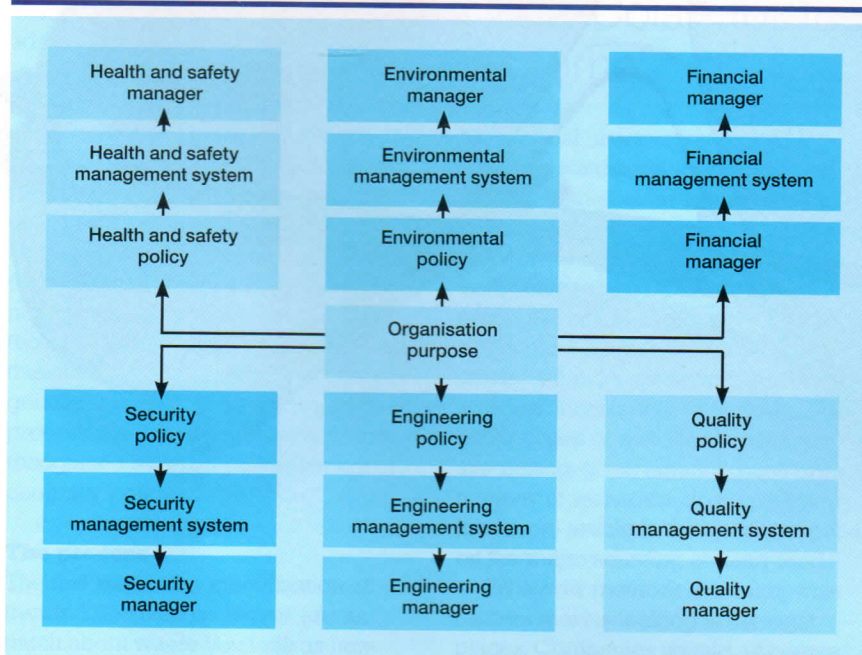 Health and safety
manager
Environmental
manager
Financial
manager
Health and safety
management system
Environmental
management system
Financial
management system
Health and safety
policy
Environmental
policy
Financial
manager
Organisation
purpose
Security
policy
Engineering
policy
Quality
policy
Security
management system
Engineering
management system
Quality
management system
Security
manager
Engineering
manager
Quality
manager